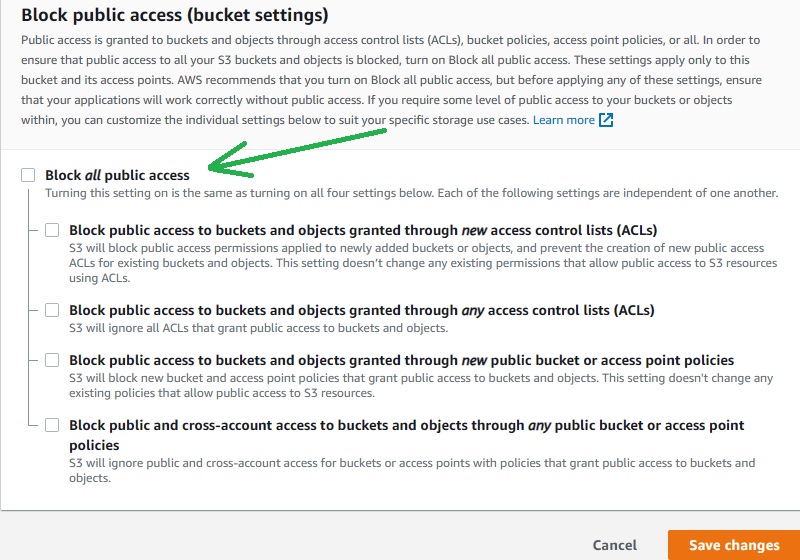 Block public access (bucket settings)
Public access is granted to buckets and objects through access control lists (ACLs), bucket policies, access point policies, or all. In order to
ensure that public access to all your S3 buckets and objects is blocked, turn on Block all public access. These settings apply only to this
bucket and its access points. AWS recommends that you turn on Block all public access, but before applying any of these settings, ensure
that your applications will work correctly without public access. If you require some level of public access to your buckets or objects
within, you can customize the individual settings below to suit your specific storage use cases. Learn more
Block all public access
Turning this setting on is the same as turning on all four settings below. Each of the following settings are independent of one another.
Block public access to buckets and objects granted through new access control lists (ACLs)
S3 will block public access permissions applied to newly added buckets or objects, and prevent the creation of new public access
ACLs for existing buckets and objects. This setting doesn't change any existing permissions that allow public access to S3 resources
using ACLs.
Block public access to buckets and objects granted through any access control lists (ACLs)
S3 will ignore all ACLs that grant public access to buckets and objects.
Block public access to buckets and objects granted through new public bucket or access point policies
S3 will block new bucket and access point policies that grant public access to buckets and objects. This setting doesn't change any
existing policies that allow public access to S3 resources.
Block public and cross-account access to buckets and objects through any public bucket or access point
policies
S3 will ignore public and cross-account access for buckets or access points with policies that grant public access to buckets and
objects.
Cancel Save changes